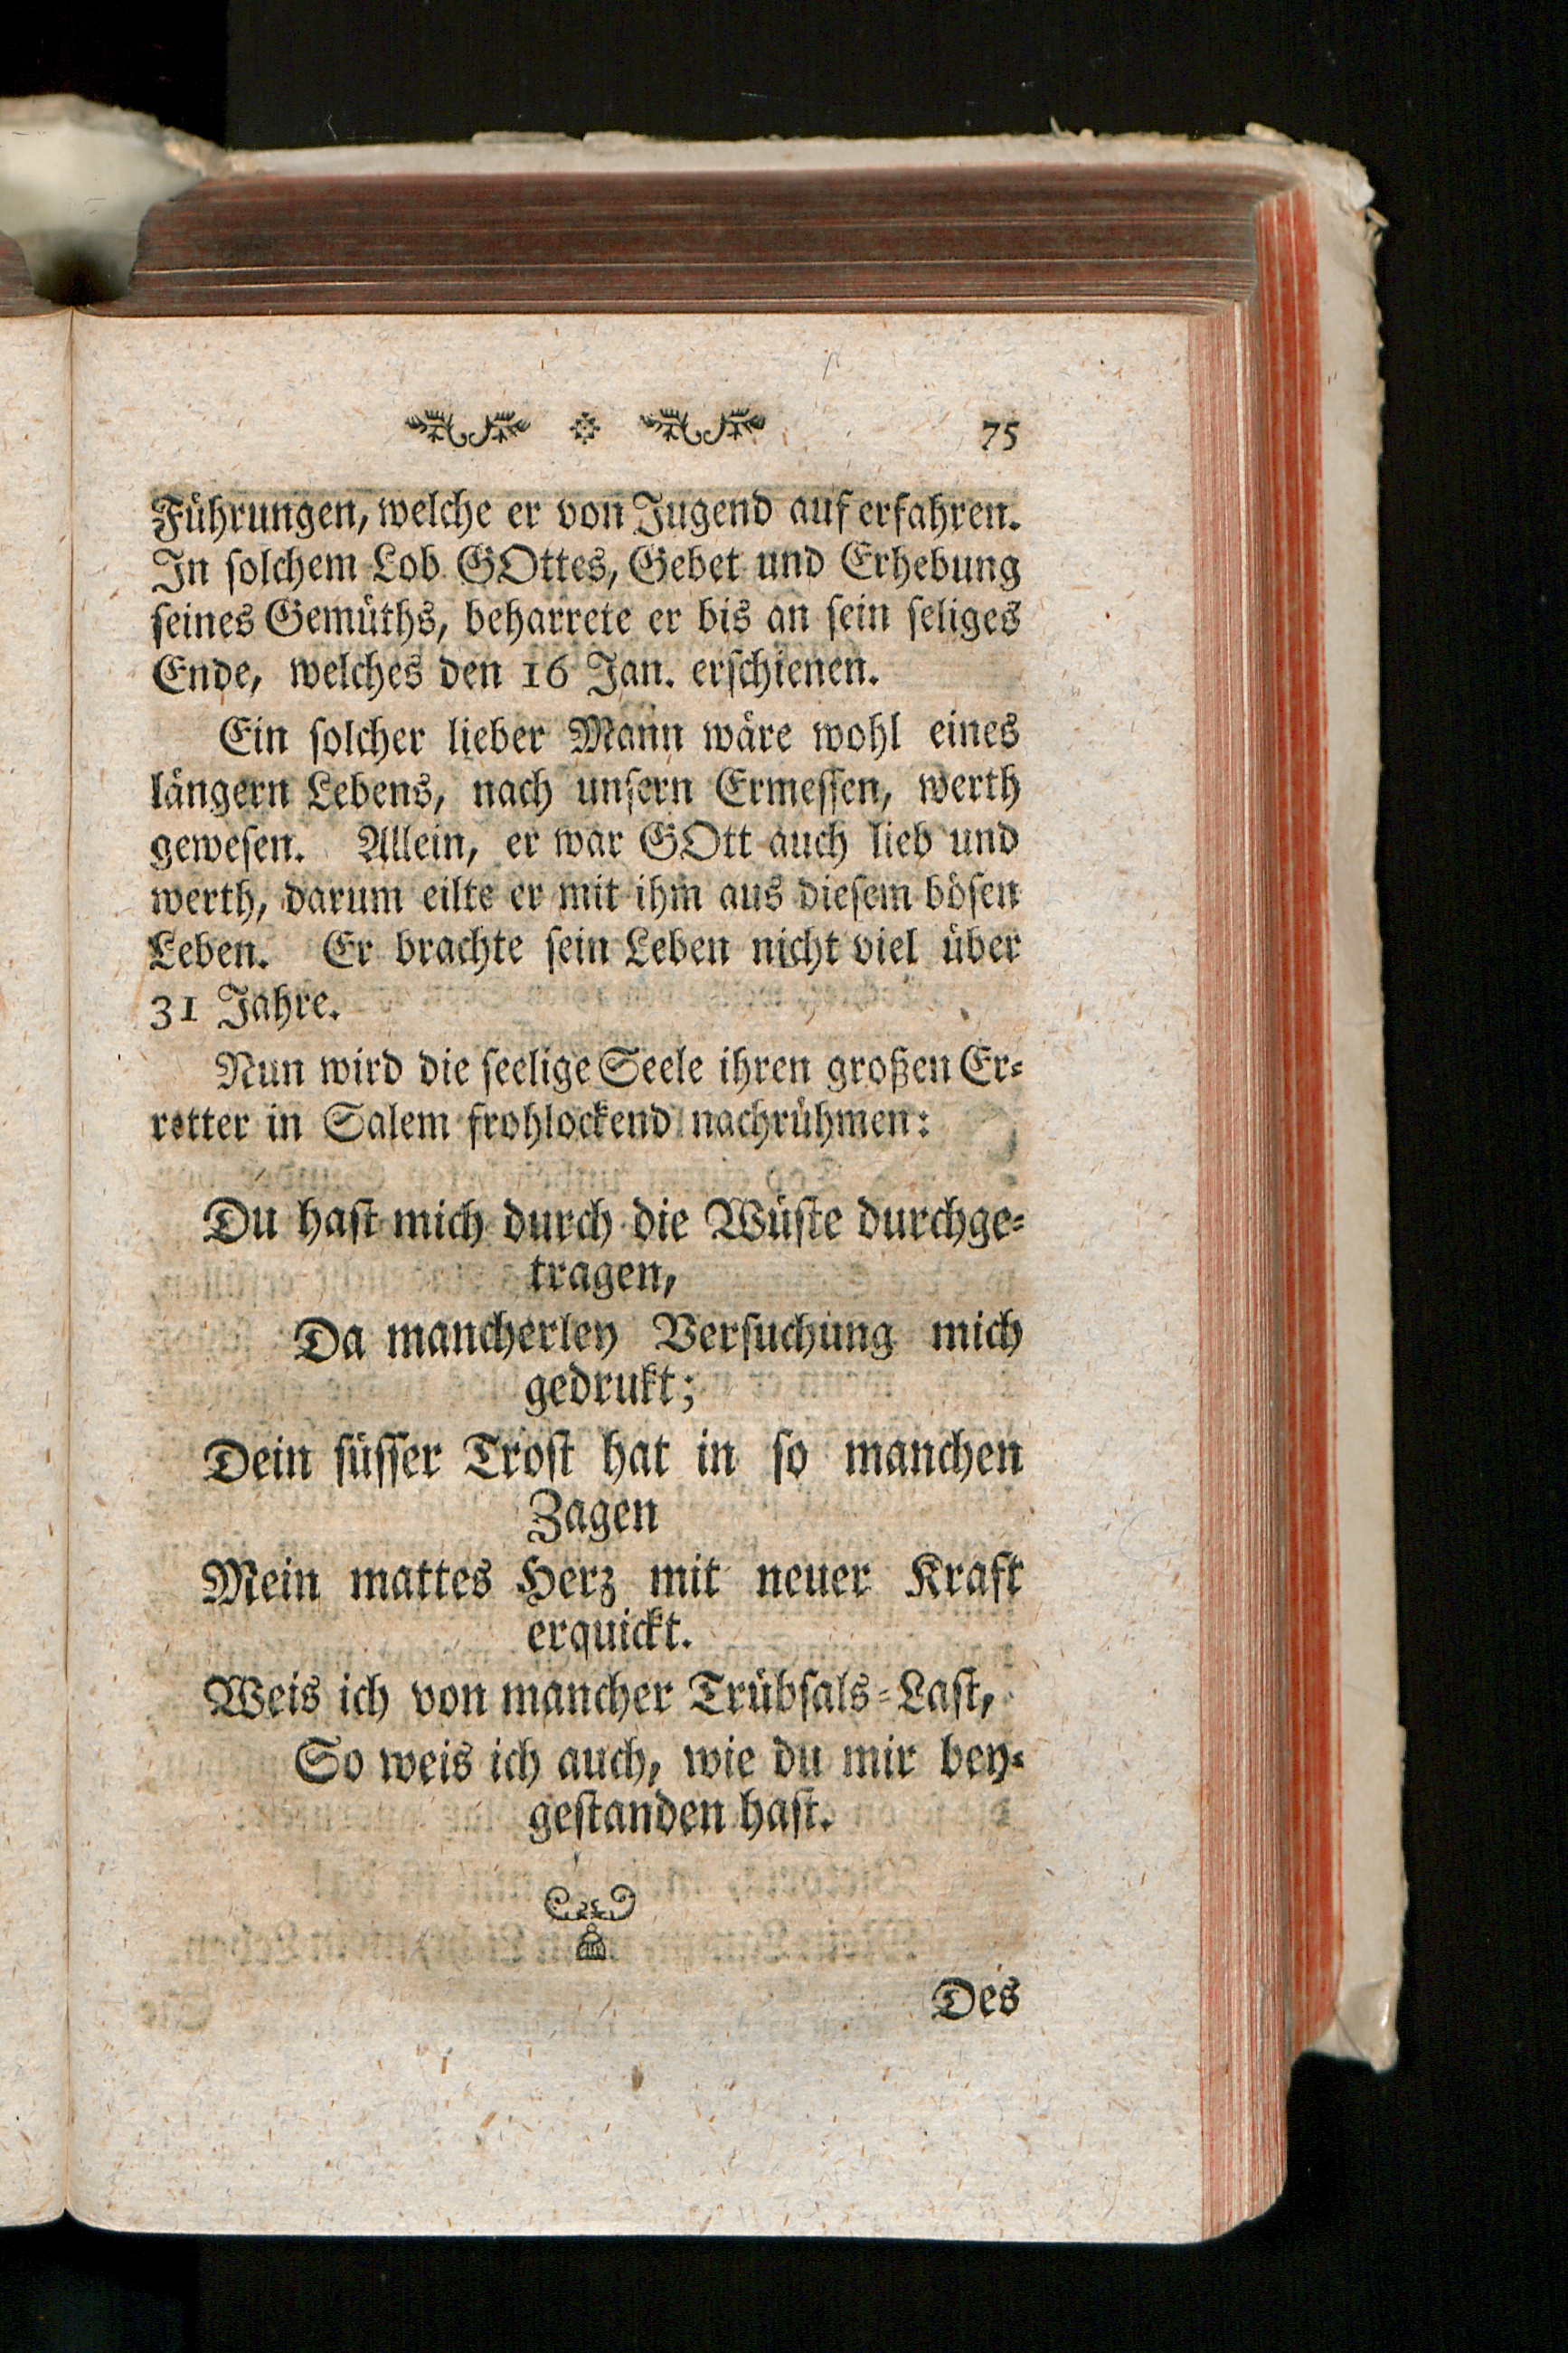 75
Führungen, welche er von Jugend auf erfahren.
In solchem Lob GOttes, Gebet und Erhebung
seines Gemüths, beharrete er bis an sein seliges
Ende, welches den 16 Jan. erschienen.
Ein solcher lieber Mann wäre wohl eines
längern Lebens, nach unsern Ermessen, werth
gewesen. Allein, er war GOtt auch lieb und
werth, darum eilte er mit ihm aus diesem bösen
Leben. Er brachte sein Leben nicht viel über
31 Jahre.
Nun wird die seelige Seele ihren großen Er-
retter in Salem frohlockend nachrühmen:
Du hast mich durch die Wüste durchge-
tragen,
Da mancherley Versuchung mich
gedrukt;
Dein süsser Trost hat in so manchen
Zagen
Mein mattes Herz mit neuer Kraft
erquickt.
Weis ich von mancher Trübsals-Last,
So weis ich auch, wie du mir bey-
gestanden hast.
Des